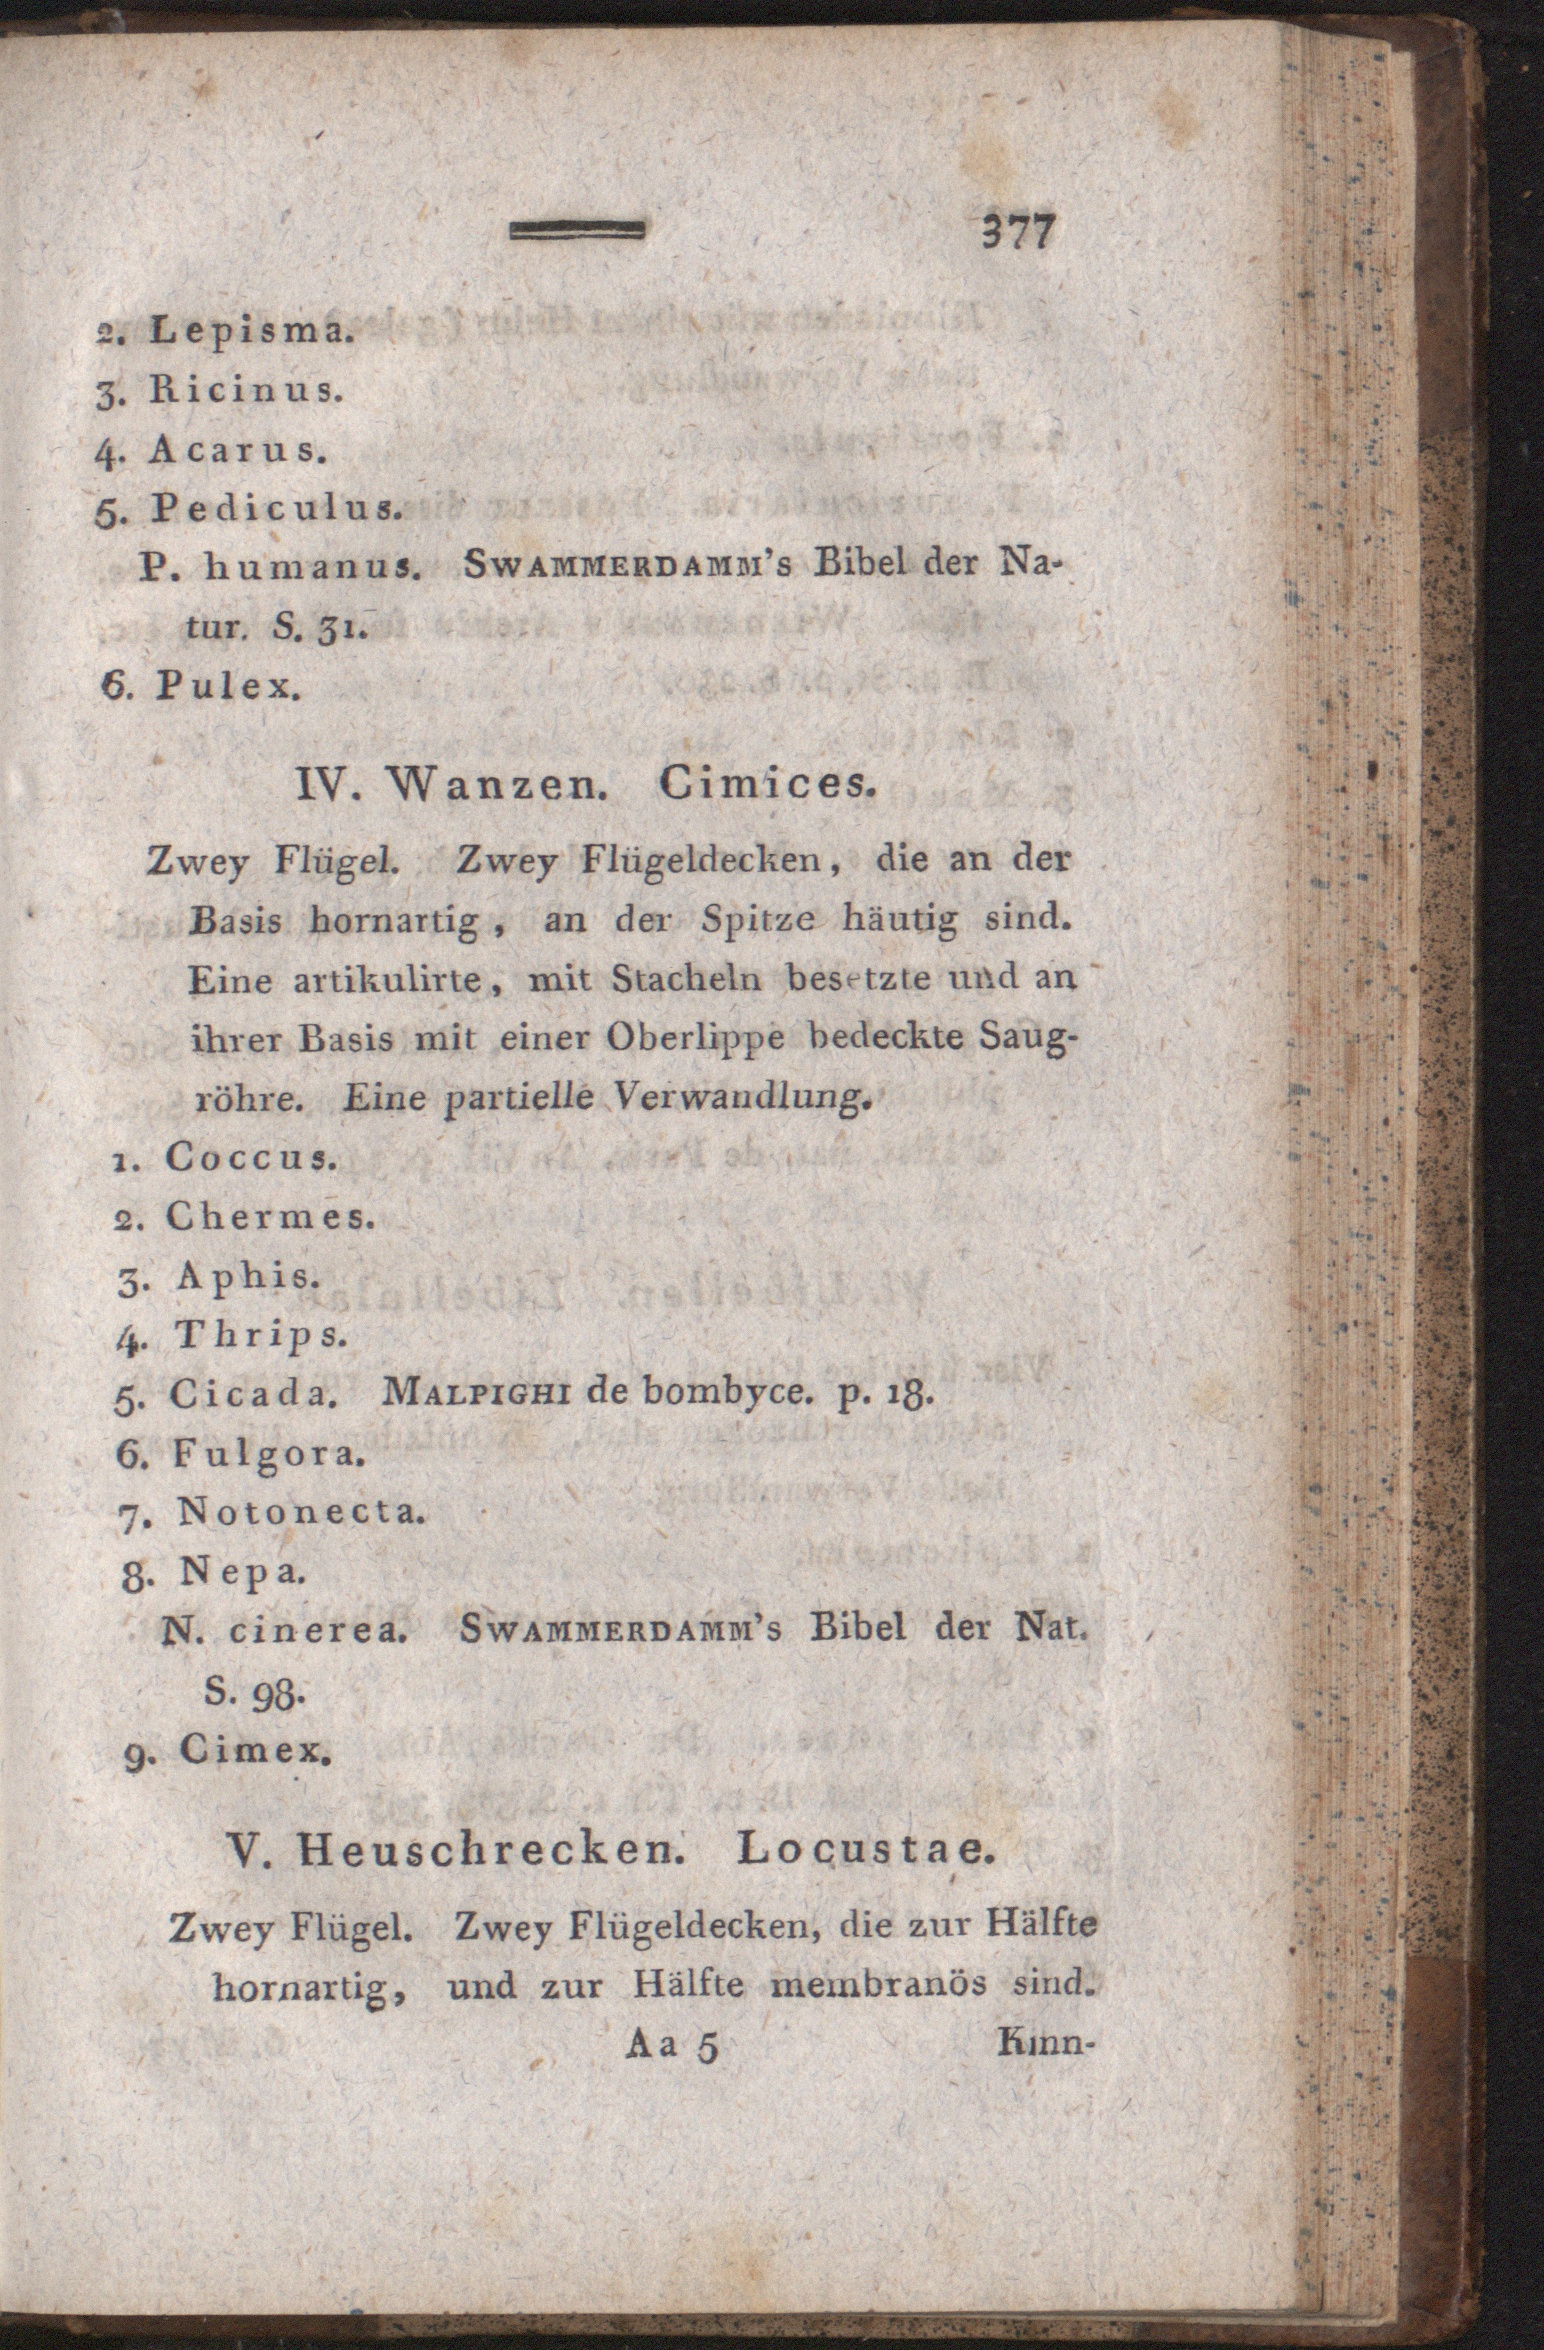 377
2. Lepisma.
3. Ricinus.
4. Acarus.
5. Pediculus.
P. humanus. SWAMMERDAMM's Bibel der Na-
tur. S. 31.
6. Pulex.
IV. Wanzen. Cimices.
Zwey Flügel. Zwey Flügeldecken, die an der
Basis hornartig, an der Spitze häutig sind.
Eine artikulirte, mit Stacheln besetzte und an
ihrer Basis mit einer Oberlippe bedeckte Saug-
röhre. Eine partielle Verwandlung.
1. Coccus.
2. Chermes.
3. Aphis.
4. Thrips.
5. Cicada. MALPIGHI de bombyce. p. 18.
6. Fulgora.
7. Notonecta.
8. Nepa.
N. cinerea. SWAMMERDAMM's Bibel der Nat.
S. 98.
9. Cimex.
V. Heuschrecken. Locustae.
Zwey Flügel. Zwey Flügeldecken, die zur Hälfte
hornartig, und zur Hälfte membranös sind.
Aa 5 Kinn-